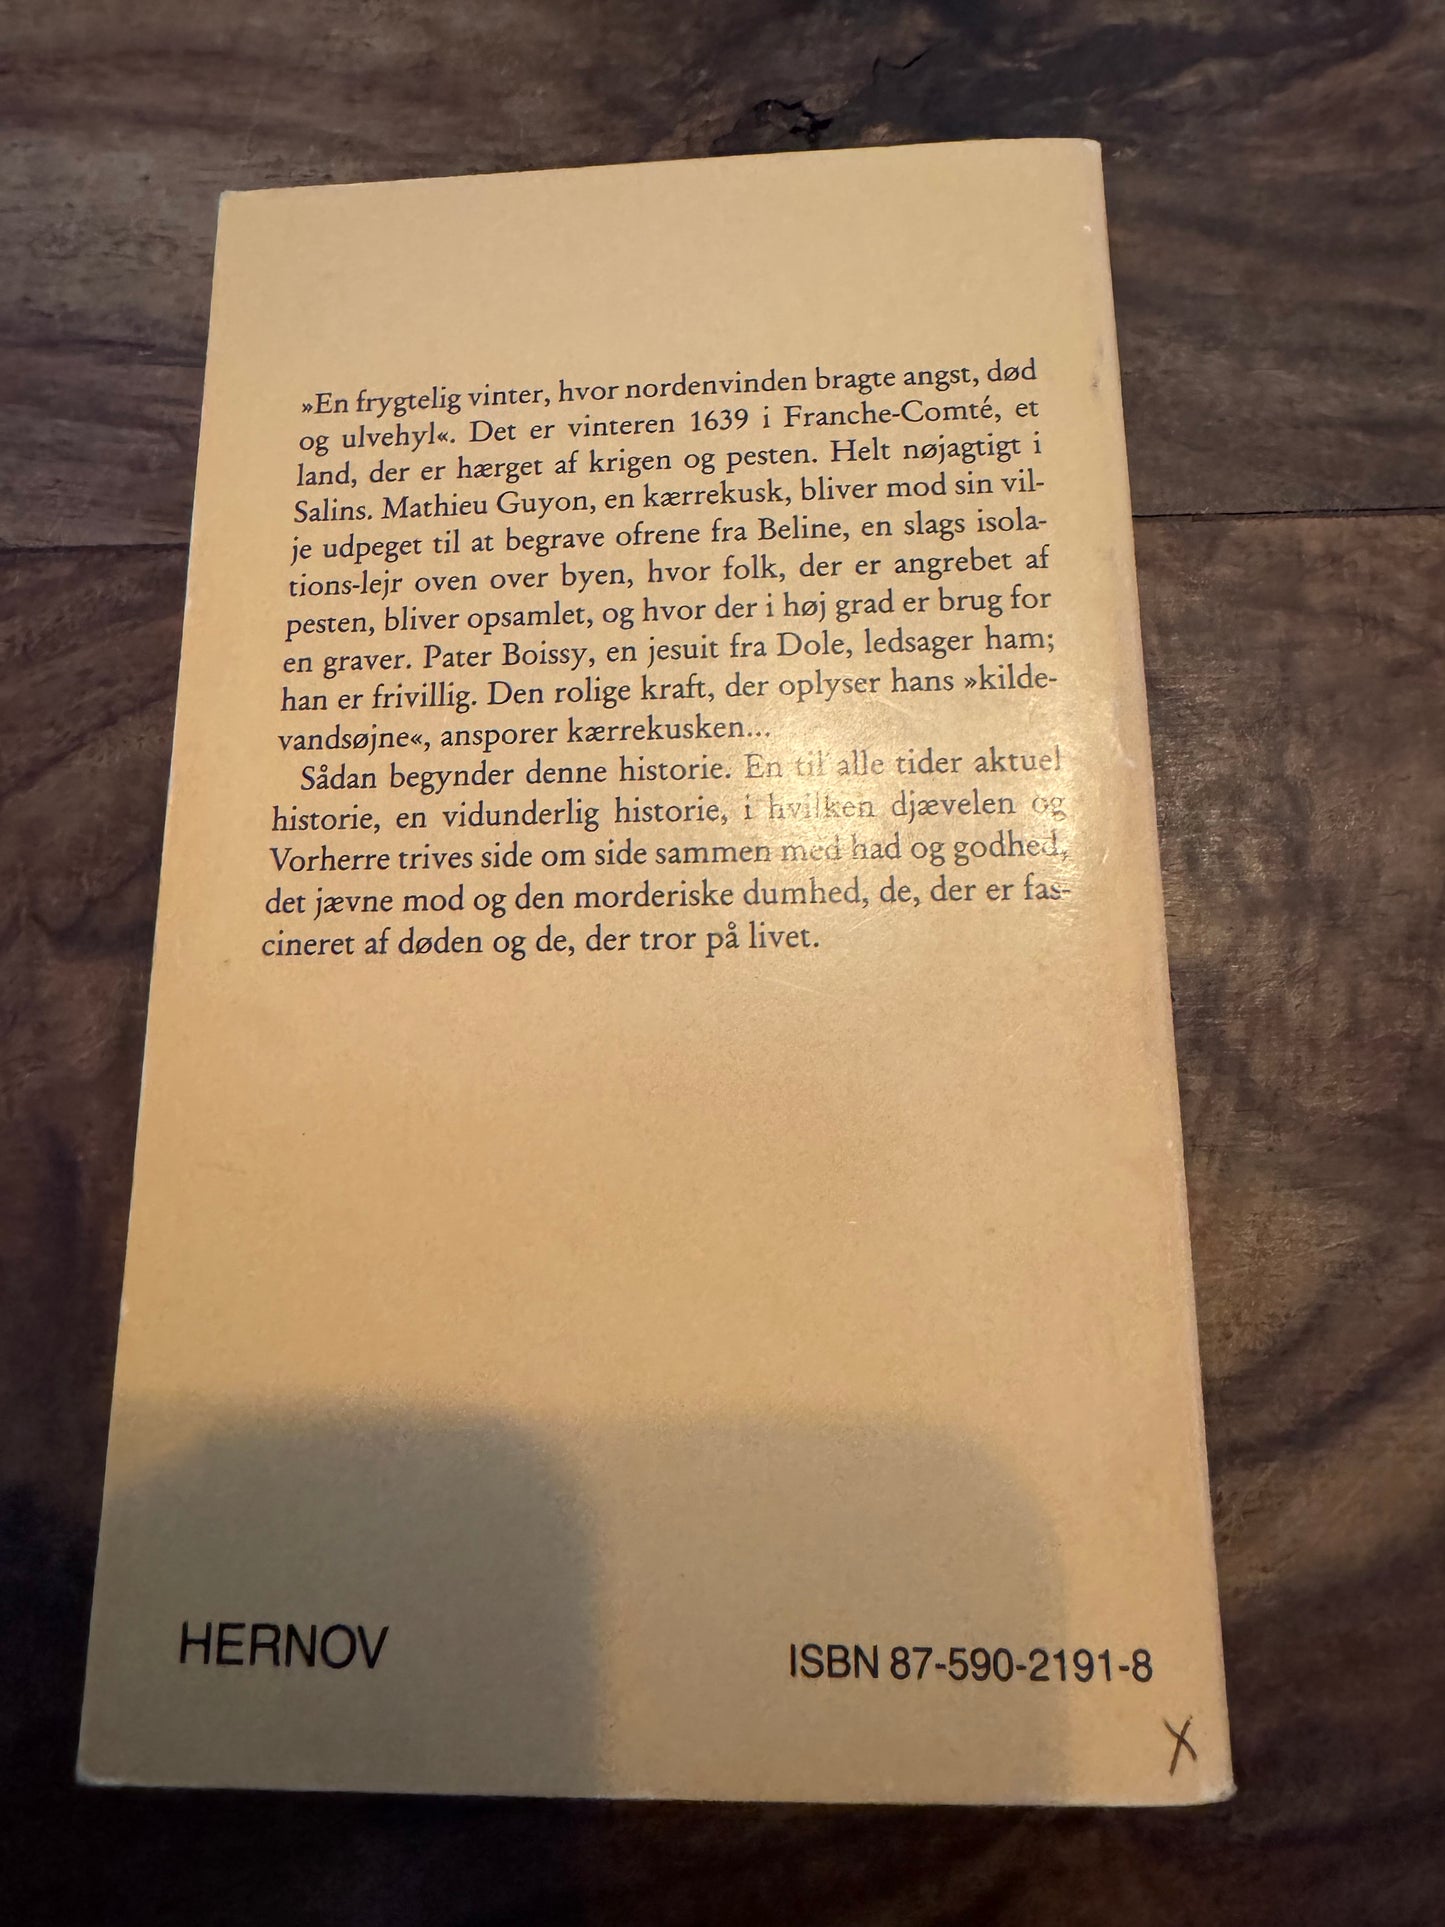 »En frygtelig vinter, hvor nordenvinden bragte angst, død
og ulvehyl«. Det er vinteren 1639 i Franche-Comté, et
land, der er hærget af krigen og pesten. Helt nøjagtigt i
Salins. Mathieu Guyon, en kærrekusk, bliver mod sin vil-
je udpeget til at begrave ofrene fra Beline, en slags isola-
tions-lejr oven over byen, hvor folk, der er angrebet af
pesten, bliver opsamlet, og hvor der i høj grad er brug for
en graver. Pater Boissy, en jesuit fra Dole, ledsager ham;
han er frivillig. Den rolige kraft, der oplyser hans »kilde-
vandsøjne«, ansporer kærrekusken...
Sådan begynder denne historie. En til alle tider aktuel
historie, en vidunderlig historie, i hvilken djævelen og
Vorherre trives side om side sammen med had og godhed,
det jævne mod og den morderiske dumhed, de, der er fas-
cineret af døden og de, der tror på livet.
HERNOV
ISBN 87-590-2191-8
X